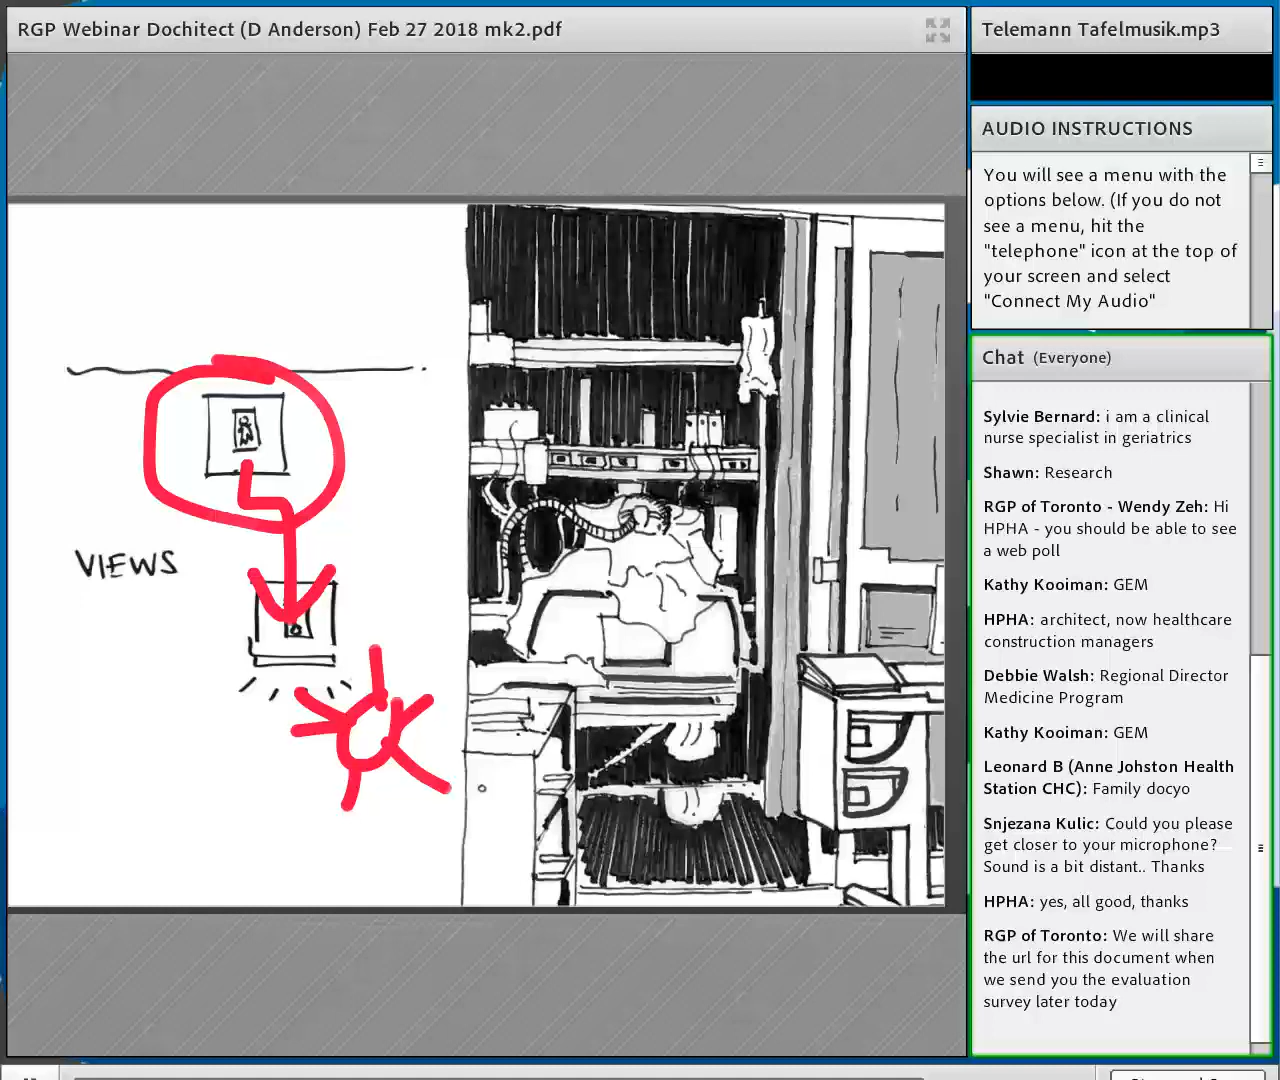 RGP Webinar Dochitect (D Anderson) Feb 27 2018 mk2.pdf
Telemann Tafelmusik.mp3
AUDIO INSTRUCTIONS
You will see a menu with the
options below. (If you do not
see a menu, hit the
"telephone" icon at the top of
your screen and select
"Connect My Audio"
VIEWS
Chat (Everyone)
Sylvie Bernard: i am a clinical
nurse specialist in geriatrics
Shawn: Research
RGP of Toronto - Wendy Zeh: Hi
HPHA - you should be able to see
a web poll
Kathy Kooiman: GEM
HPHA: architect, now healthcare
construction managers
Debbie Walsh: Regional Director
Medicine Program
Kathy Kooiman: GEM
Leonard B (Anne Johston Health
Station CHC): Family docyo
Snjezana Kulic: Could you please
get closer to your microphone?
Sound is a bit distant.. Thanks
HPHA: yes, all good, thanks
RGP of Toronto: We will share
the url for this document when
we send you the evaluation
survey later today